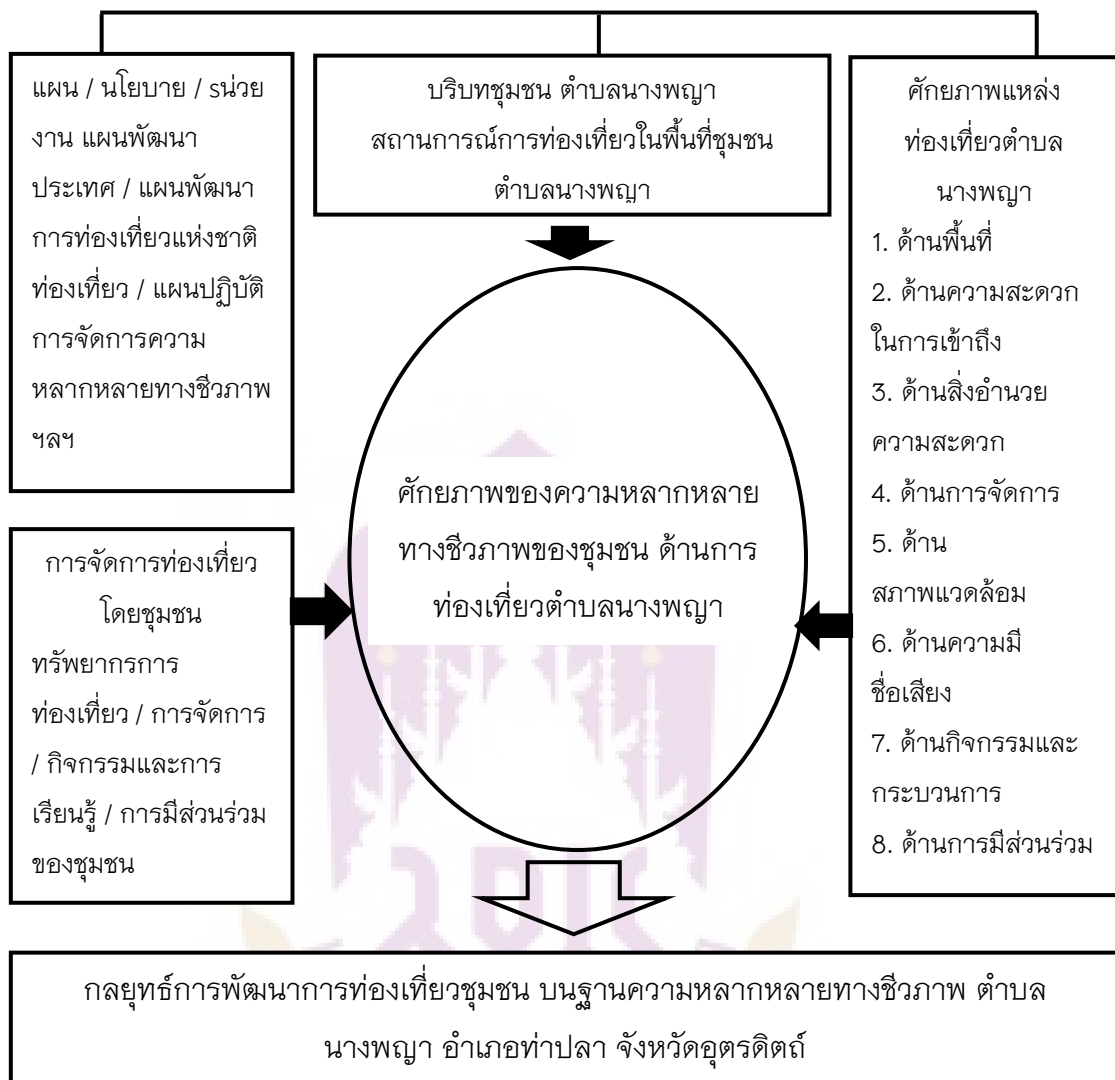 แผน / นโยบาย / sน่วย
งาน แผนพัฒนา
ประเทศ / แผนพัฒนา
การท่องเที่ยวแห่งชาติ
ท่องเที่ยว / แผนปฏิบัติ
การจัดการความ
หลากหลายทางชีวภาพ
ฯลฯ
บริบทชุมชน ตำบลนางพญา
สถานการณ์การท่องเที่ยวในพื้นที่ชุมชน
ตำบลนางพญา
ศักยภาพแหล่ง
ท่องเที่ยวตำบล
นางพญา
1. ด้านพื้นที่
2. ด้านความสะดวก
ในการเข้าถึง
3. ด้านสิ่งอำนวย
ความสะดวก
4. ด้านการจัดการ
5. ด้าน
สภาพแวดล้อม
6. ด้านความมี
ชื่อเสียง
7. ด้านกิจกรรมและ
กระบวนการ
8. ด้านการมีส่วนร่วม
ศักยภาพของความหลากหลาย
ทางชีวภาพของชุมชน ด้านการ
ท่องเที่ยวตำบลนางพญา
การจัดการท่องเที่ยว
โดยชุมชน
ทรัพยากรการ
ท่องเที่ยว / การจัดการ
/ กิจกรรมและการ
เรียนรู้ / การมีส่วนร่วม
ของชุมชน
กลยุทธ์การพัฒนาการท่องเที่ยวชุมชน บนฐานความหลากหลายทางชีวภาพ ตำบล
นางพญา อำเภอท่าปลา จังหวัดอุตรดิตถ์